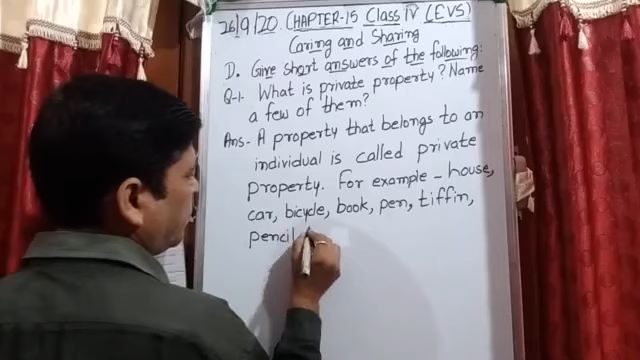 26/9/20. CHAPTER-15 Class IV (EVS)
Caring and Sharing
D. Give short answers of the following:
Q-1. What is private property? Name
a few of them?
Ans- A property that belongs to an
individual is called private
property. For example - house,
car, bicycle, book, pen, tiffin,
pencil